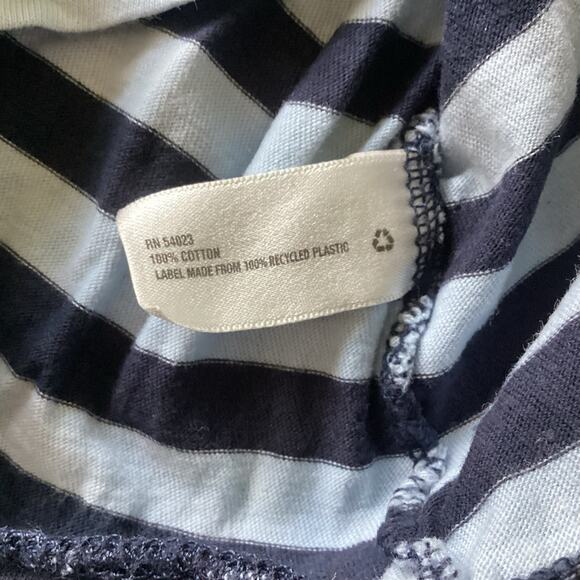 RN 54023
100% COTTON
LABEL MADE FROM 100% RECYCLED PLASTIC